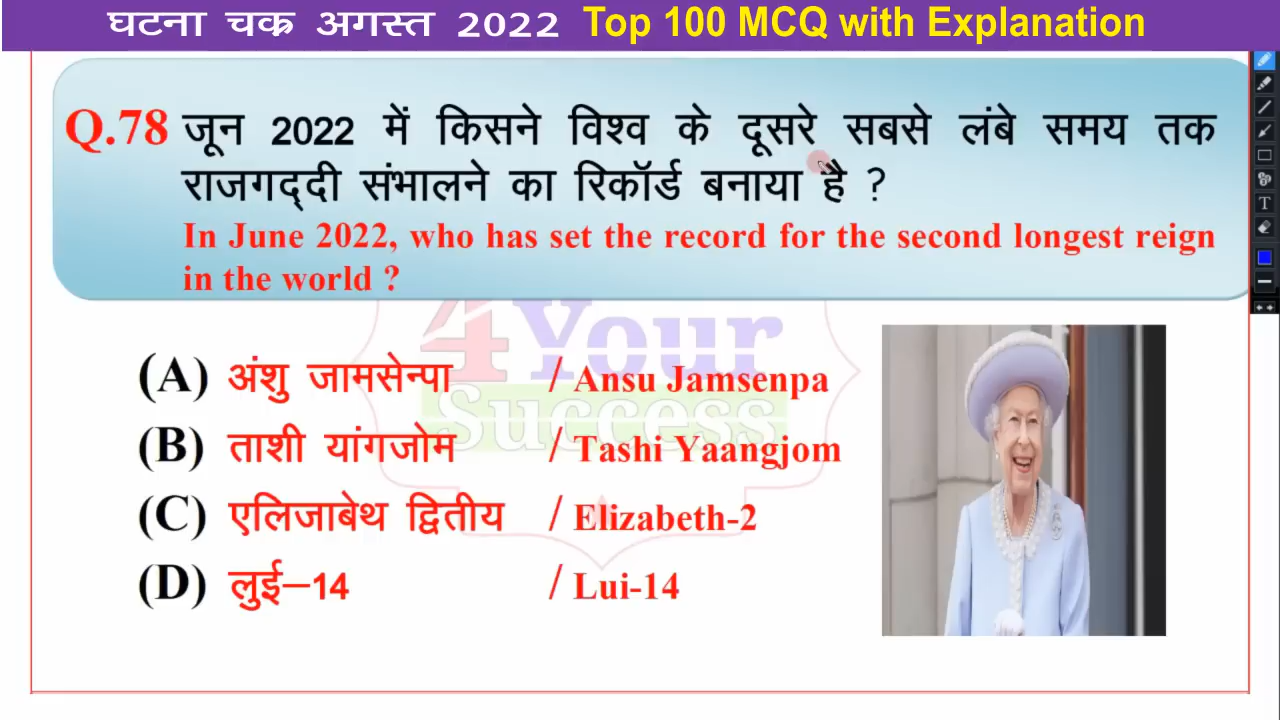 घटना चक्र अगस्त 2022 Top 100 MCQ with Explanation
Q.78 जून 2022 में किसने विश्व के दूसरे सबसे लंबे समय तक
राजगद्दी संभालने का रिकॉर्ड बनाया है ?
In June 2022, who has set the record for the second longest reign
in the world ?
4Your
Success
(A) अंशु जामसेन्पा / Ansu Jamsenpa
(B) ताशी यांगजोम / Tashi Yaangjom
(C) एलिजाबेथ द्वितीय / Elizabeth-2
(D) लुई–14 / Lui-14